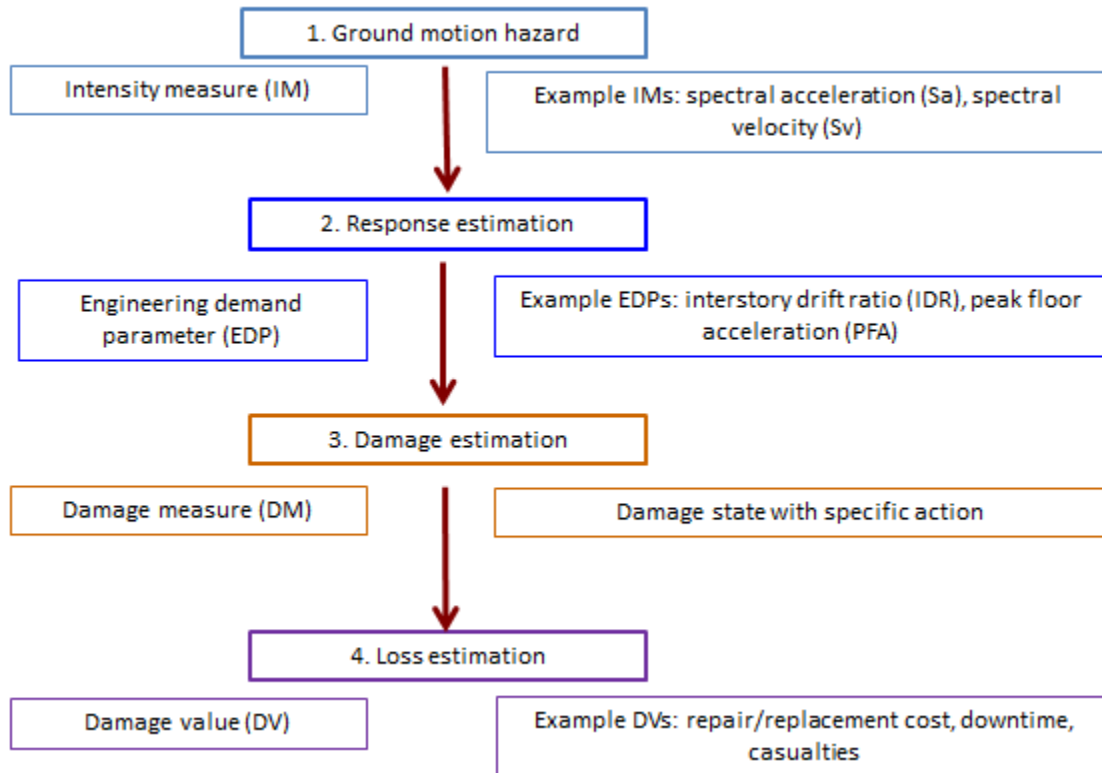 1. Ground motion hazard
Intensity measure (IM)
Example IMs: spectral acceleration (Sa), spectral
velocity (Sv)
2. Response estimation
Engineering demand
parameter (EDP)
Example EDPs: interstory drift ratio (IDR), peak floor
acceleration (PFA)
3. Damage estimation
Damage measure (DM)
Damage state with specific action
4. Loss estimation
Damage value (DV)
Example DVs: repair/replacement cost, downtime,
casualties